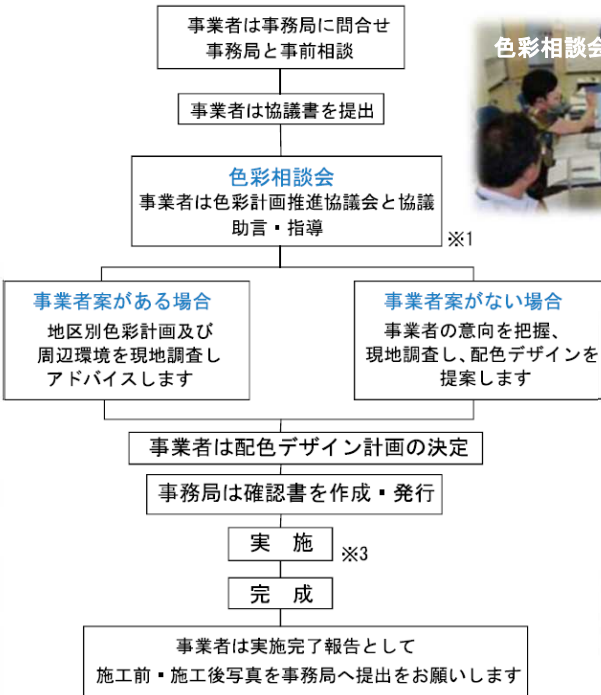 事業者は事務局に問合せ
事務局と事前相談
色彩相談会
事業者は協議書を提出
色彩相談会
事業者は色彩計画推進協議会と協議
助言・指導
※1
事業者案がある場合
地区別色彩計画及び
周辺環境を現地調査し
アドバイスします
事業者案がない場合
事業者の意向を把握、
現地調査し、配色デザインを
提案します
事業者は配色デザイン計画の決定
事務局は確認書を作成・発行
実 施
※3
完 成
事業者は実施完了報告として
施工前・施工後写真を事務局へ提出をお願いします